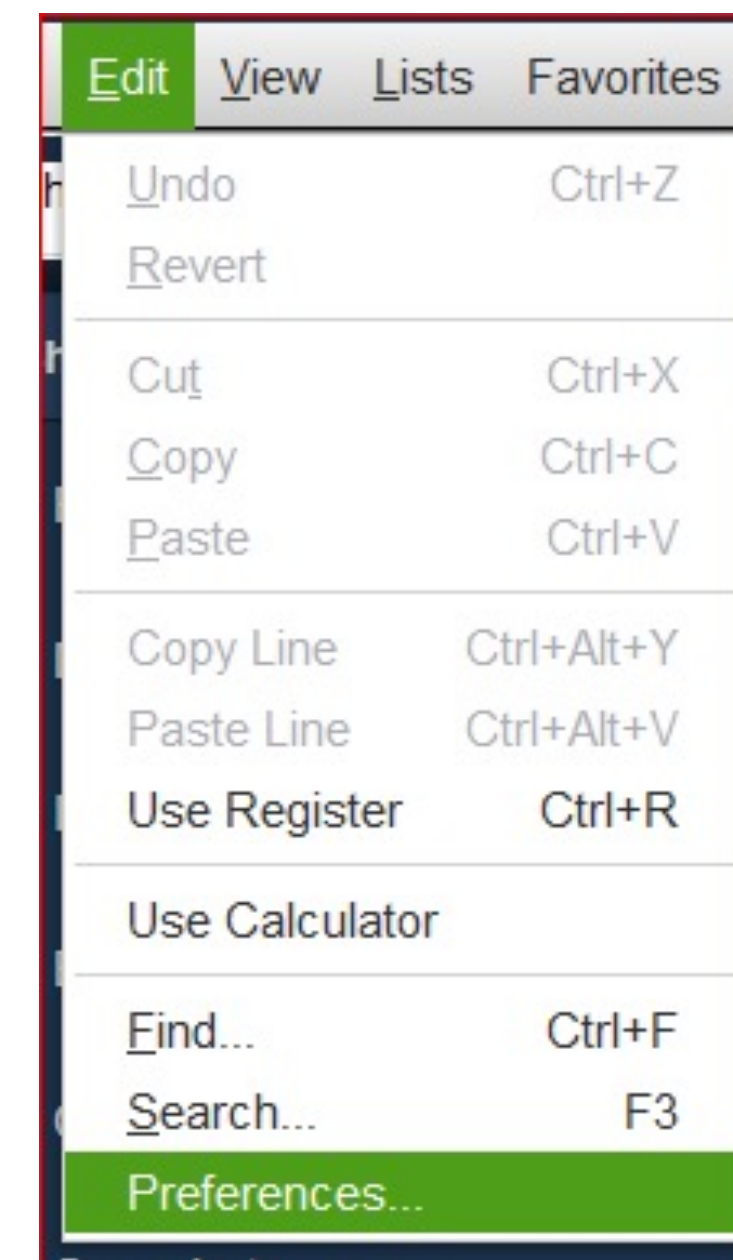 Edit View Lists Favorites
Undo Ctrl+Z
Revert
Cut Ctrl+X
Copy Ctrl+C
Paste Ctrl+V
Copy Line Ctrl+Alt+Y
Paste Line Ctrl+Alt+V
Use Register Ctrl+R
Use Calculator
Find... Ctrl+F
Search... F3
Preferences...